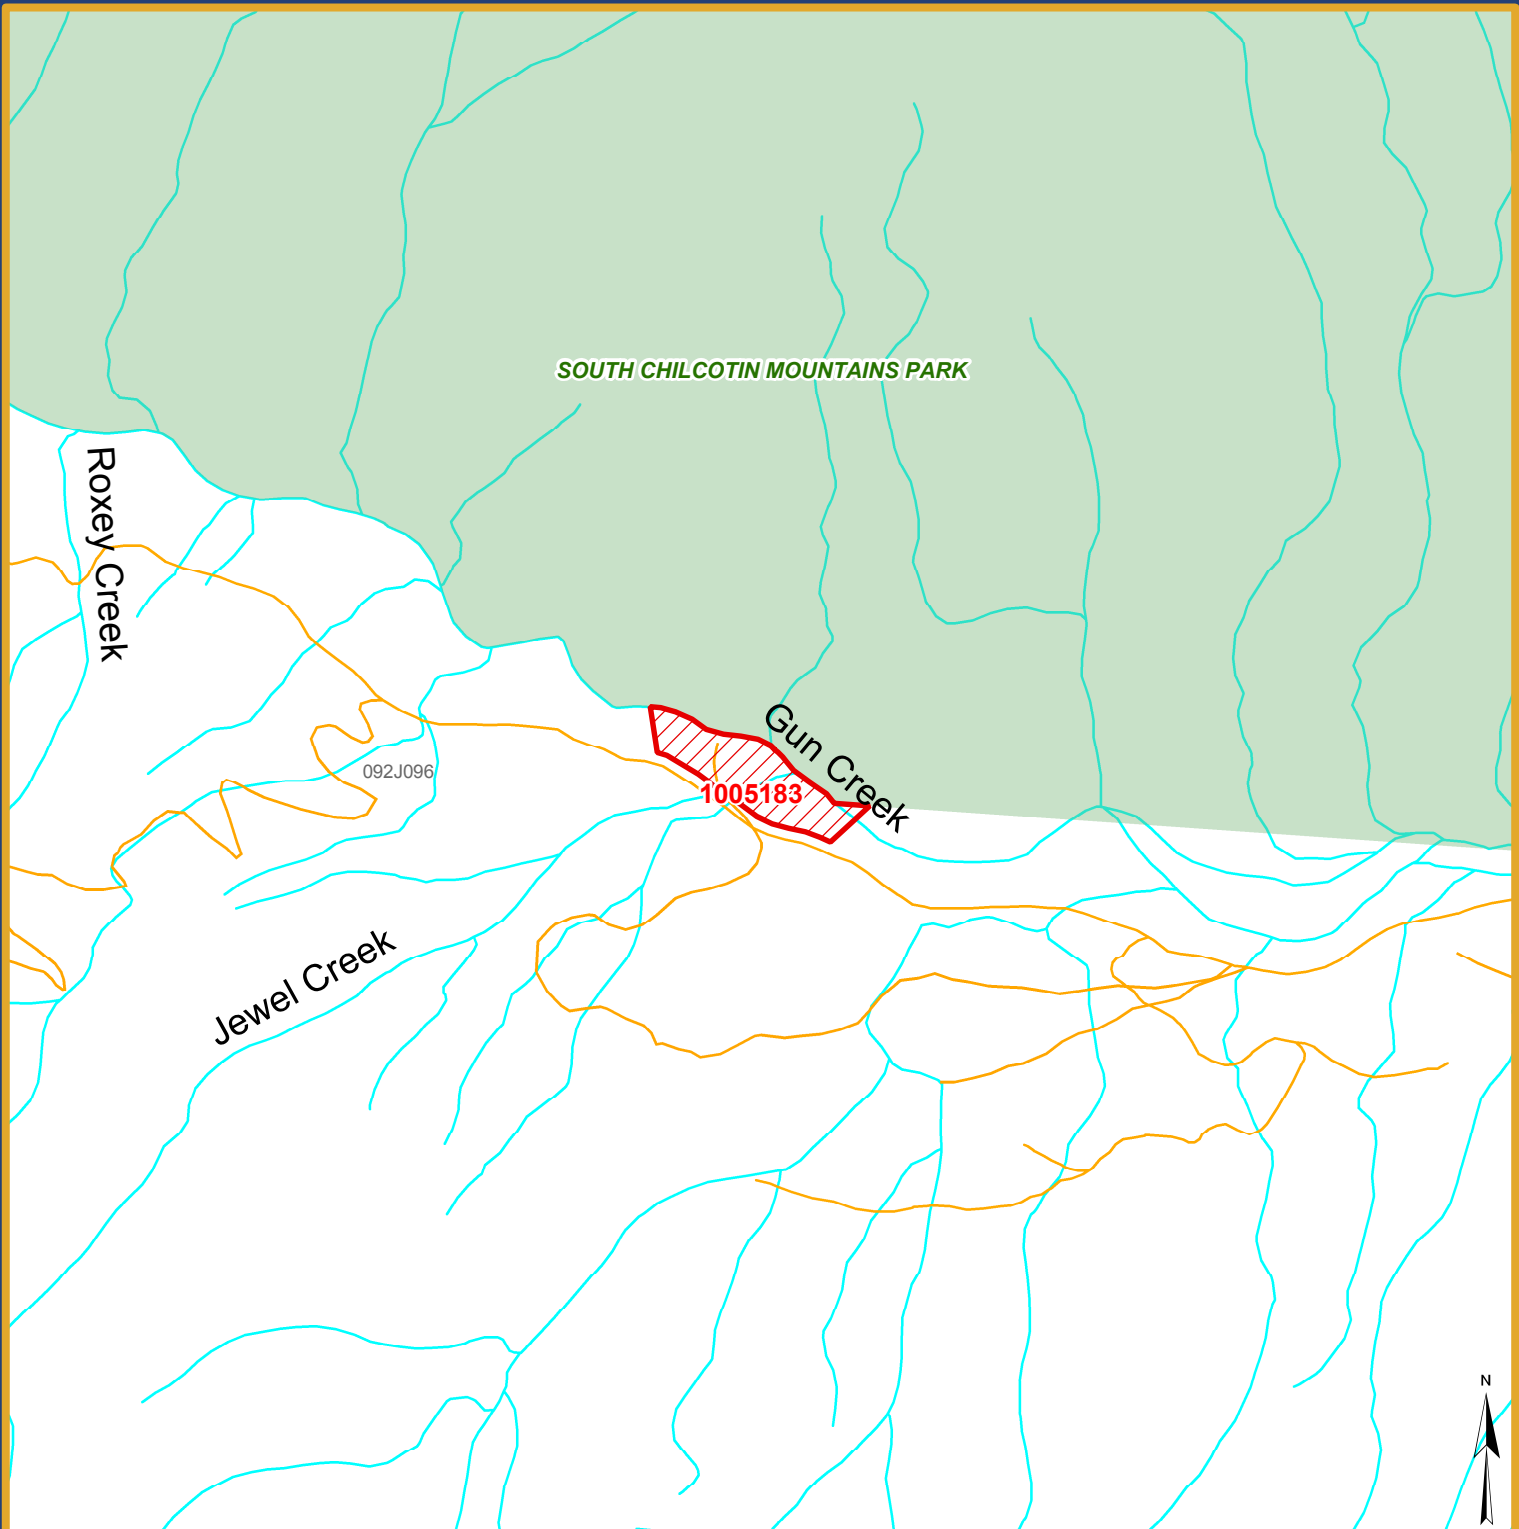 SOUTH CHILCOTIN MOUNTAINS PARK
Roxey Creek
Gun Creek
092J096
1005183
Jewel Creek
N